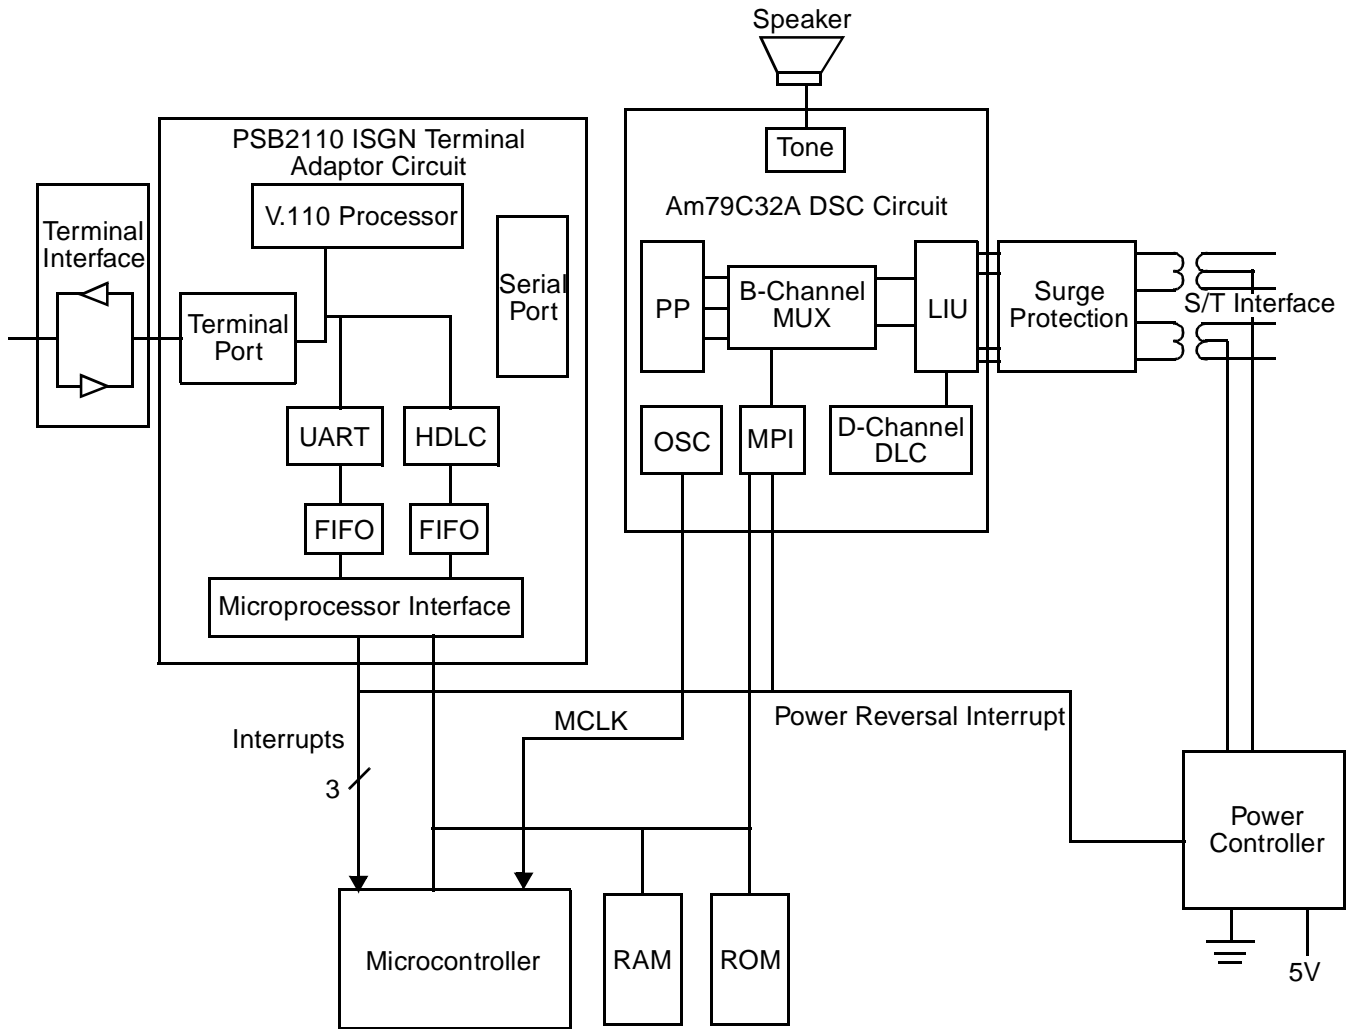 Speaker
PSB2110 ISGN Terminal
Adaptor Circuit
Tone
V.110 Processor
Am79C32A DSC Circuit
Terminal
Interface
Serial
Port
Terminal
Port
PP
B-Channel
MUX
LIU
Surge
Protection
S/T Interface
UART
HDLC
OSC
MPI
D-Channel
DLC
FIFO
FIFO
Microprocessor Interface
Interrupts
3
MCLK
Power Reversal Interrupt
Power
Controller
Microcontroller
RAM
ROM
5V